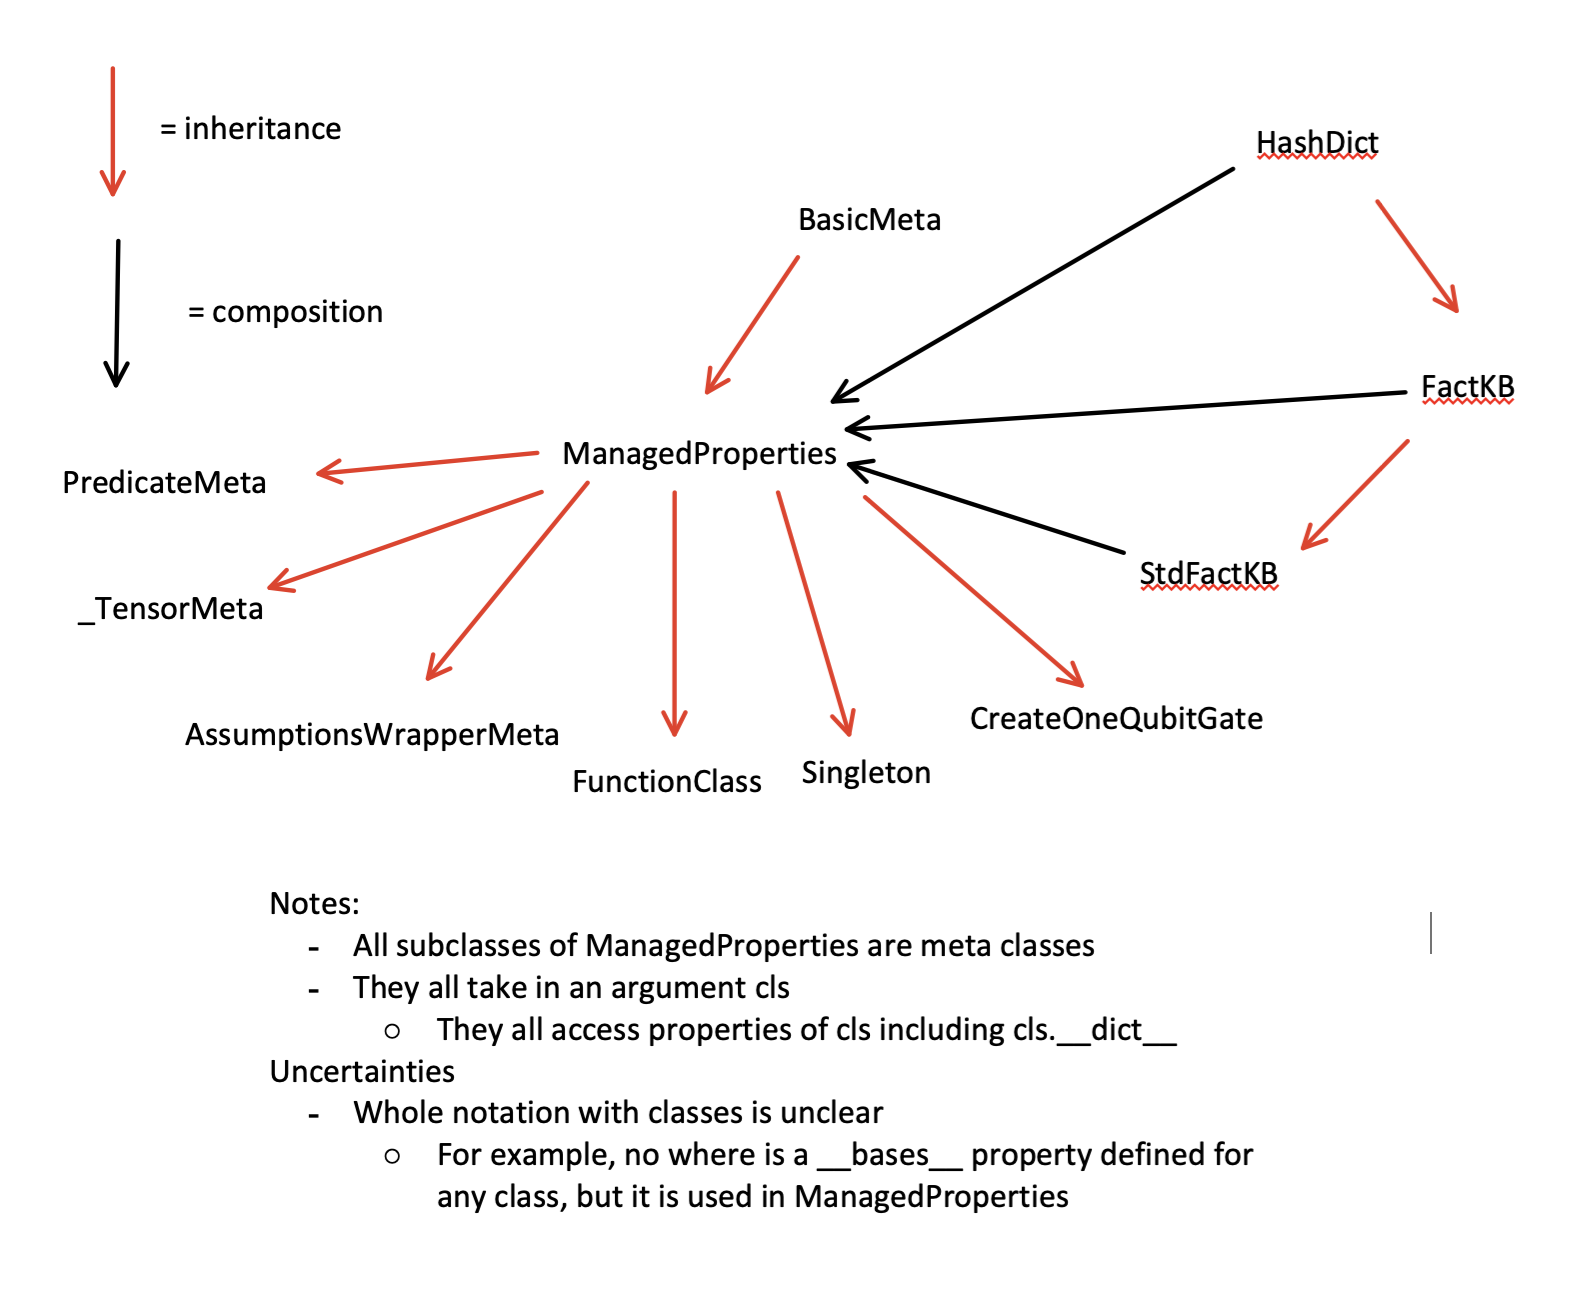 = inheritance
HashDict
BasicMeta
= composition
FactKB
ManagedProperties
PredicateMeta
StdFactKB
_TensorMeta
CreateOneQubitGate
AssumptionsWrapperMeta
Singleton
FunctionClass
Notes:
- All subclasses of ManagedProperties are meta classes
- They all take in an argument cls
o They all access properties of cls including cls.__dict__
Uncertainties
- Whole notation with classes is unclear
o For example, no where is a __bases__ property defined for
any class, but it is used in ManagedProperties